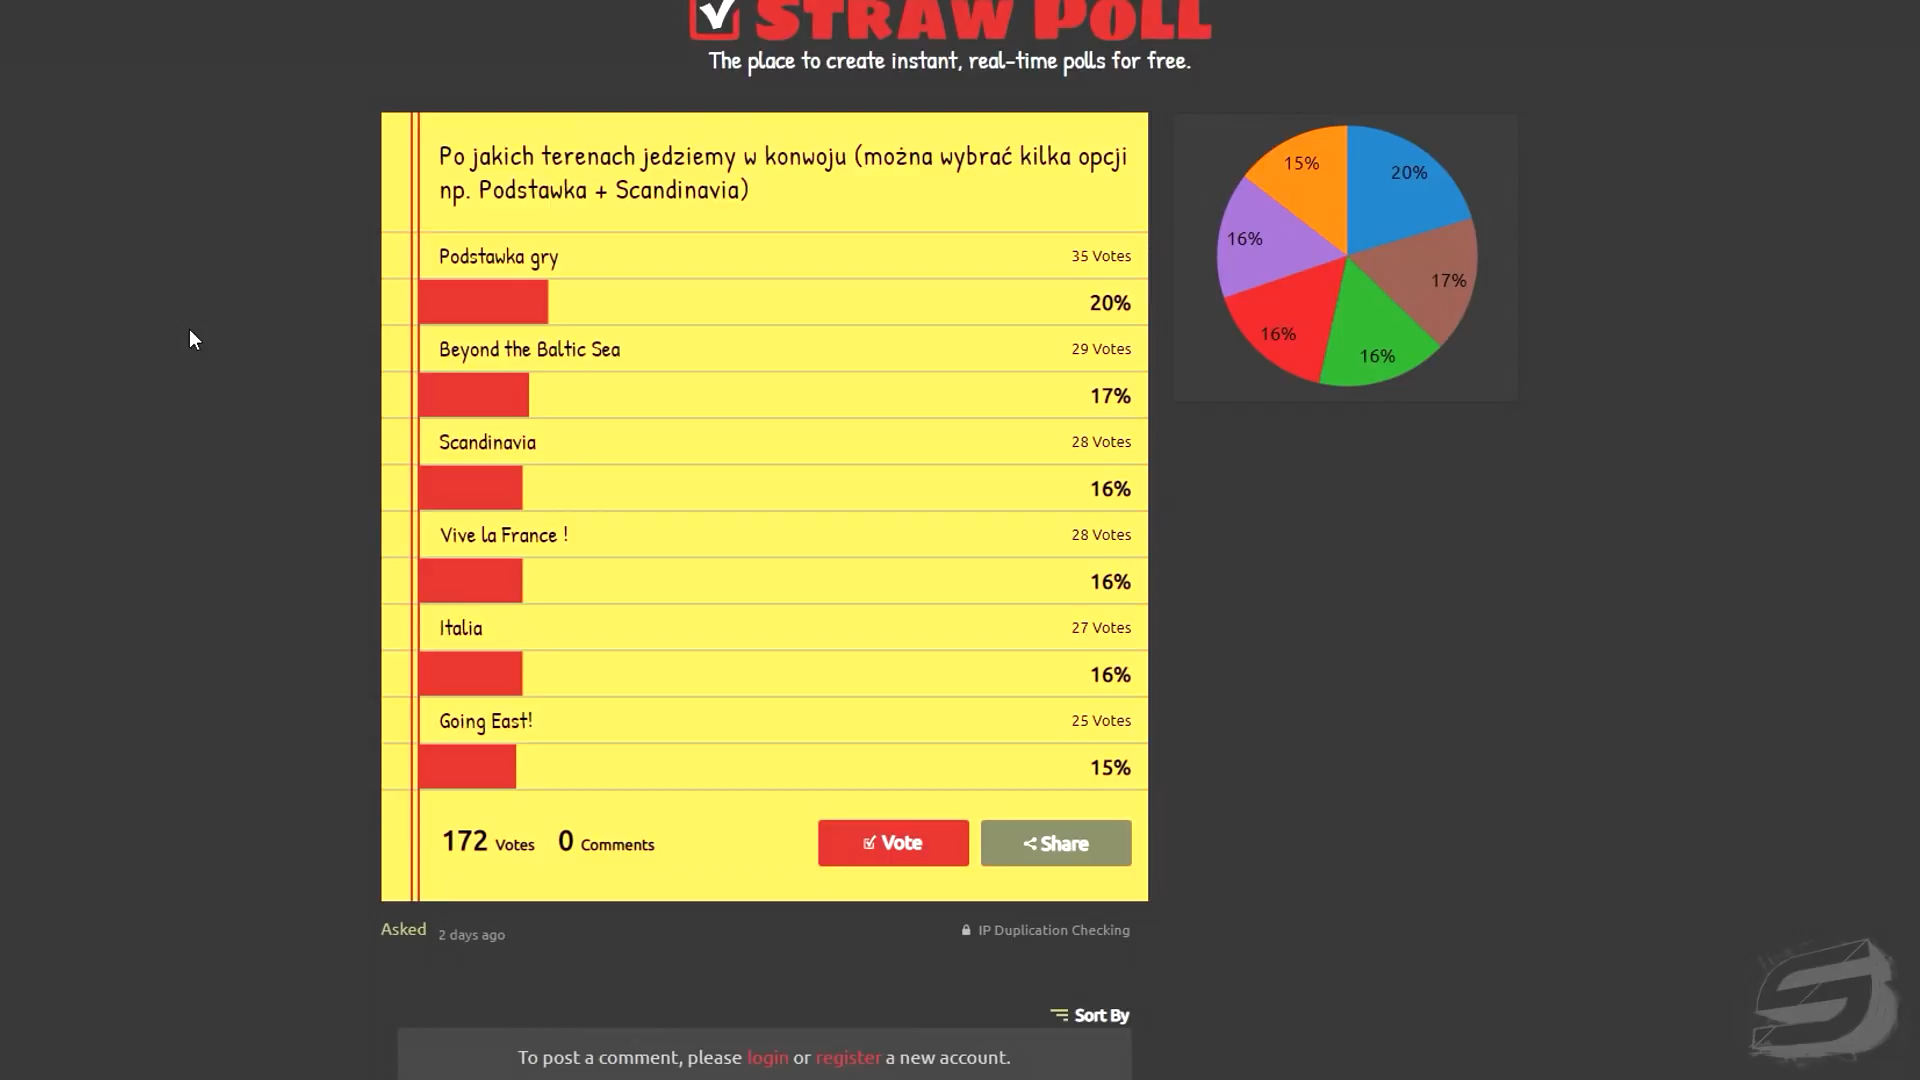 STRAW POLL
The place to create instant, real-time polls for free.
Po jakich terenach jedziemy w konwoju (można wybrać kilka opcji
np. Podstawka + Scandinavia)
Podstawka gry 35 Votes
20%
Beyond the Baltic Sea 29 Votes
17%
Scandinavia 28 Votes
16%
Vive la France ! 28 Votes
16%
Italia 27 Votes
16%
Going East! 25 Votes
15%
172 Votes 0 Comments Vote Share
Asked 2 days ago IP Duplication Checking
Sort By
To post a comment, please login or register a new account.
15%
20%
16%
17%
16%
16%